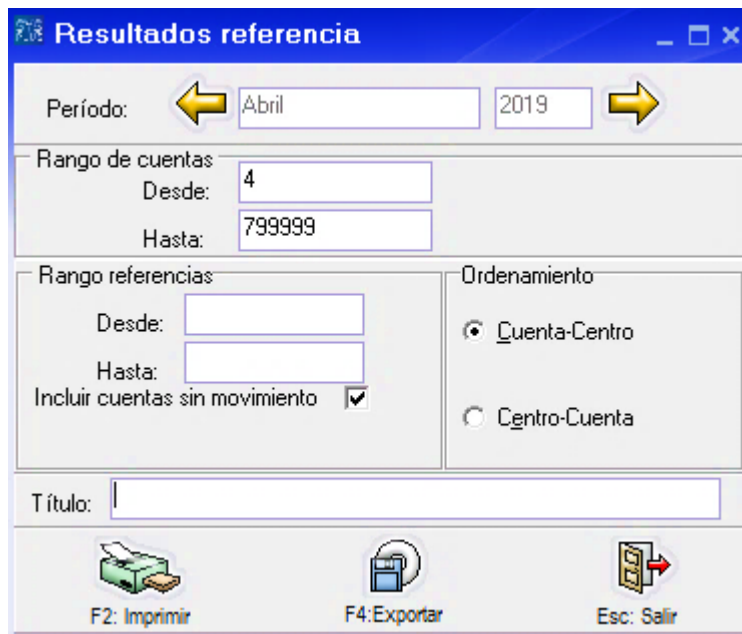 Resultados referencia
Período: Abril 2019
Rango de cuentas
Desde: 4
Hasta: 799999
Rango referencias
Desde:
Hasta:
Incluir cuentas sin movimiento
Ordenamiento
Cuenta-Centro
Centro-Cuenta
Título:
F2: Imprimir
F4:Exportar
Esc: Salir